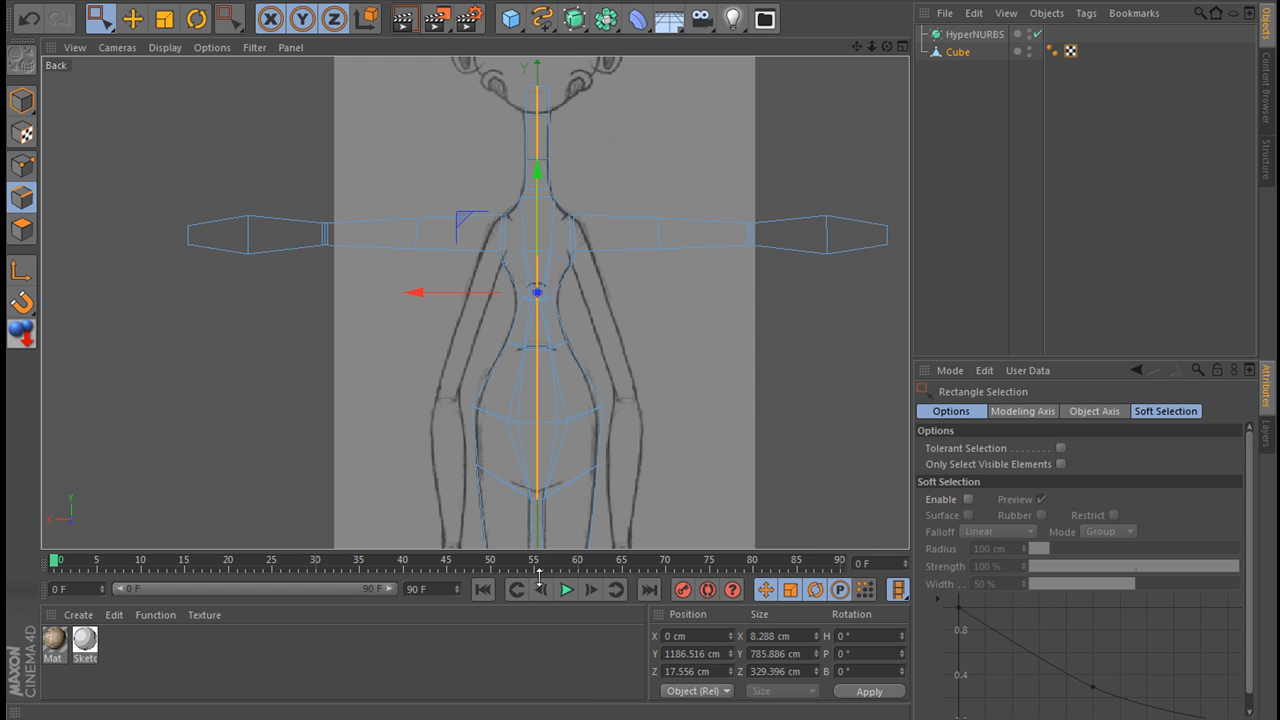 X Y Z
File Edit View Objects Tags Bookmarks
View Cameras Display Options Filter Panel
HyperNURBS
Cube
Back
Y
Objects
Content Browser
Structure
Mode Edit User Data
Rectangle Selection
Options Modeling Axis Object Axis Soft Selection
Options
Tolerant Selection
Only Select Visible Elements
Soft Selection
Enable Preview
Surface Rubber Restrict
Falloff Linear Mode Group
Radius 100 cm
Strength 100 %
Width 50 %
0.8
0.4
Attributes
Layers
Y
X
0 5 10 15 20 25 30 35 40 45 50 55 60 65 70 75 80 85 90 0 F
0 F 0 F 90 F 90 F P
Create Edit Function Texture
Mat Sketc
Position Size Rotation
X 0 cm X 8.288 cm H 0 °
Y 1186.516 cm Y 785.886 cm P 0 °
Z 17.556 cm Z 329.396 cm B 0 °
Object (Rel) Size Apply
MAXON
CINEMA 4D